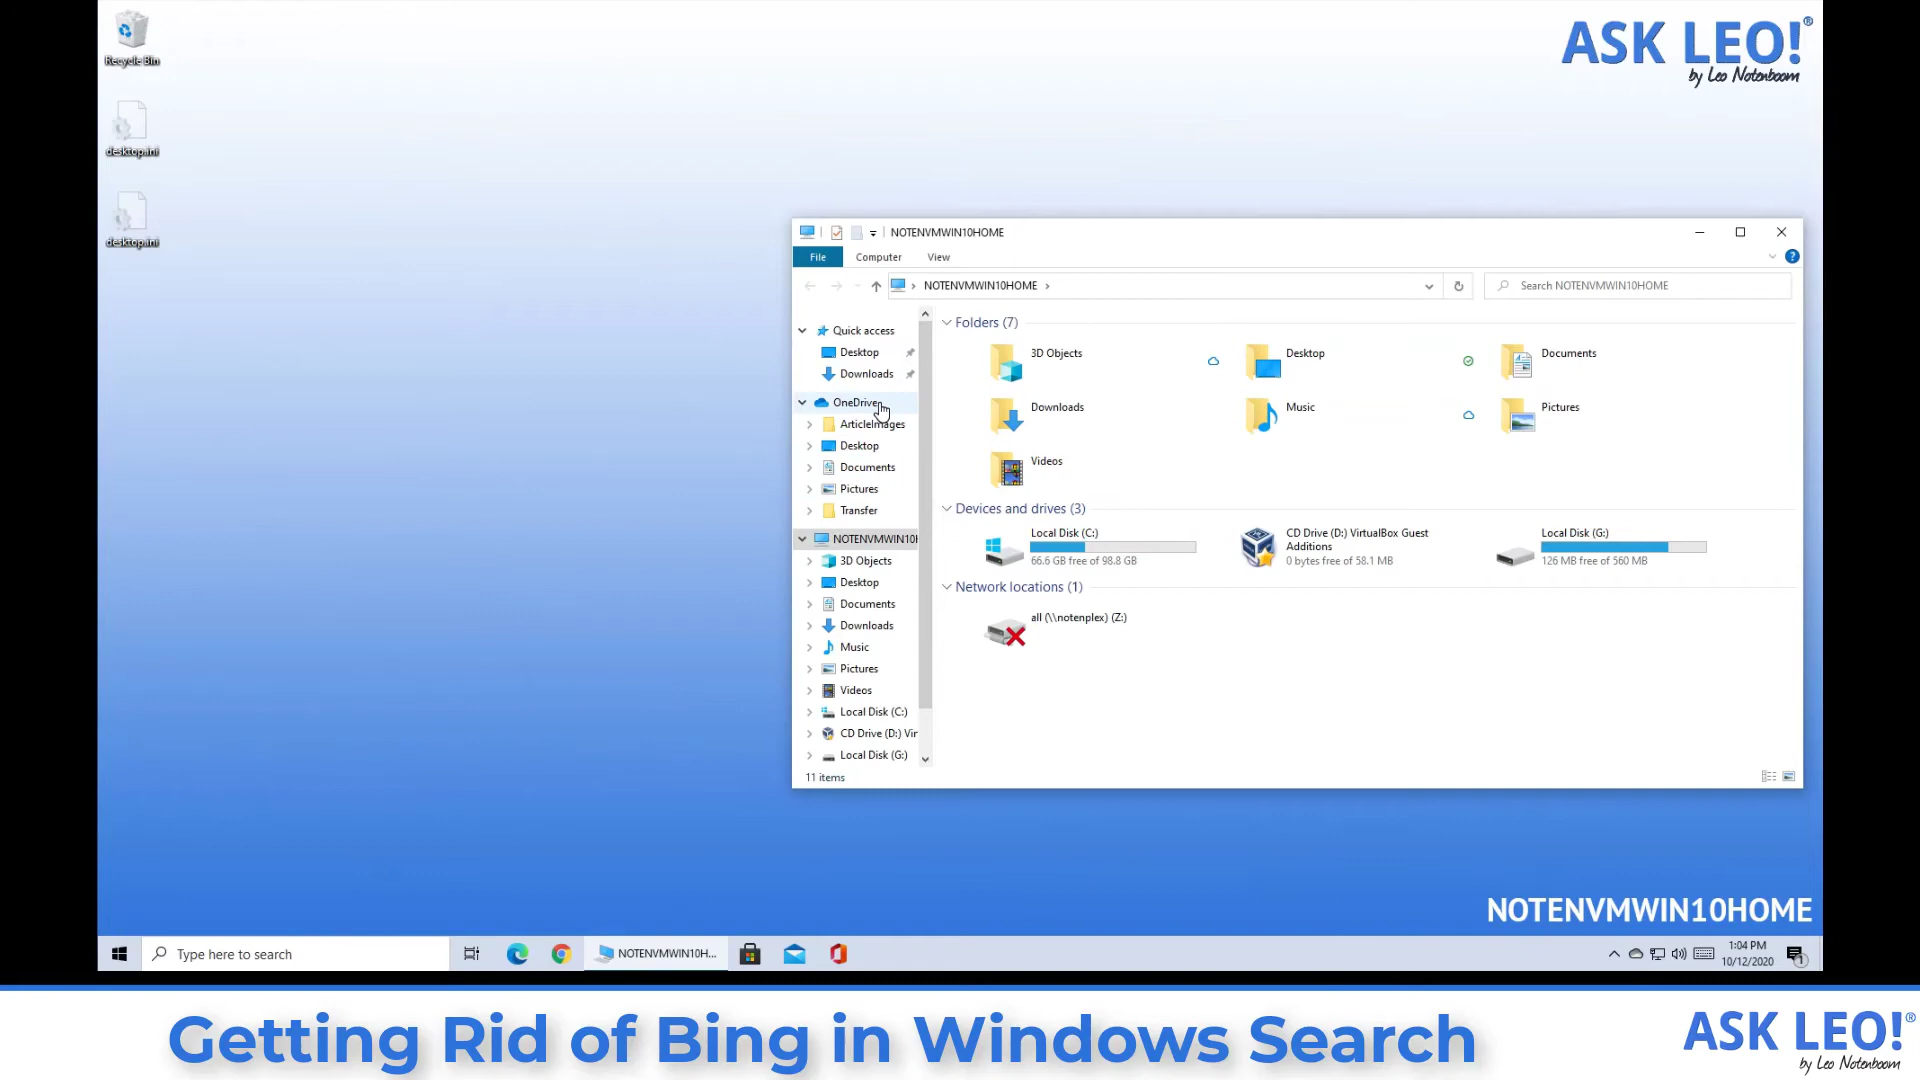 Recycle Bin
desktop.ini
desktop.ini
ASK LEO!®
by Leo Notenboom
NOTENVMWIN10HOME
File Computer View
?
NOTENVMWIN10HOME
Search NOTENVMWIN10HOME
Quick access
Desktop
Downloads
OneDrive
ArticleImages
Desktop
Documents
Pictures
Transfer
NOTENVMWIN10H
3D Objects
Desktop
Documents
Downloads
Music
Pictures
Videos
Local Disk (C:)
CD Drive (D:) Vir
Local Disk (G:)
Folders (7)
3D Objects
Desktop
Documents
Downloads
Music
Pictures
Videos
Devices and drives (3)
Local Disk (C:)
66.6 GB free of 98.8 GB
CD Drive (D:) VirtualBox Guest
Additions
0 bytes free of 58.1 MB
Local Disk (G:)
126 MB free of 560 MB
Network locations (1)
all (\\notenplex) (Z:)
11 items
NOTENVMWIN10HOME
Type here to search
NOTENVMWIN10H...
1:04 PM
10/12/2020
1
Getting Rid of Bing in Windows Search
ASK LEO!®
by Leo Notenboom